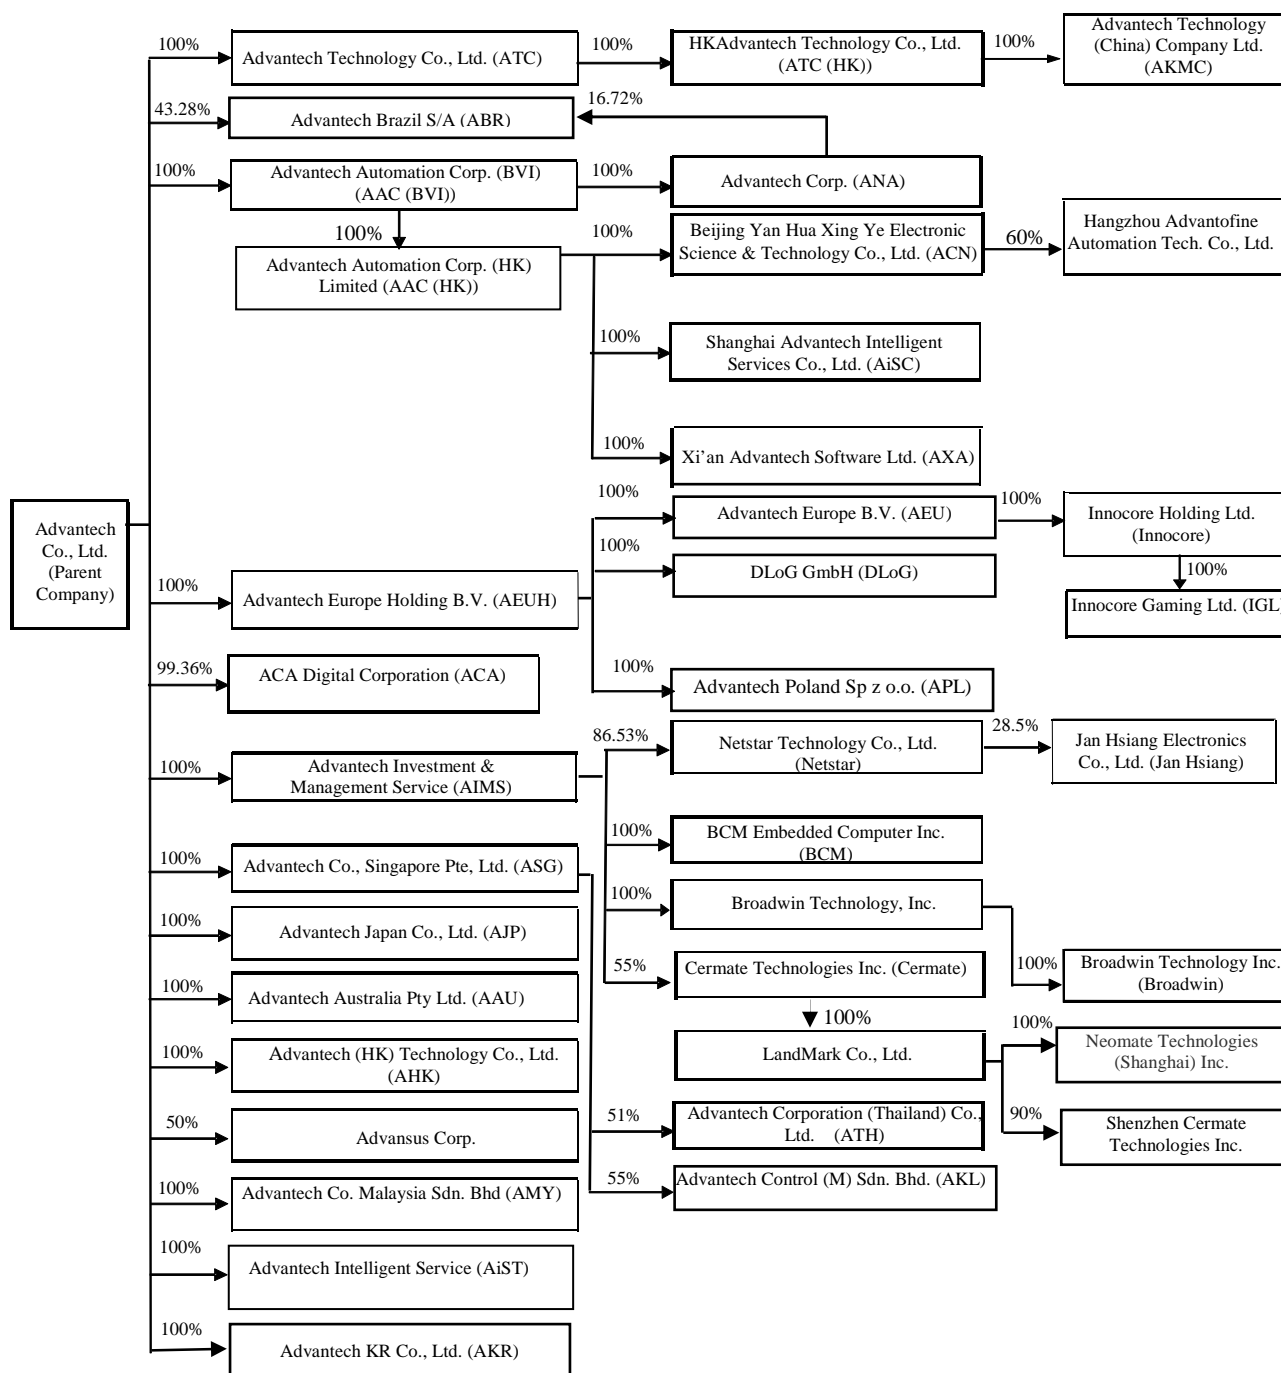 100%
Advantech Technology Co., Ltd. (ATC)
100%
HKAdvantech Technology Co., Ltd.
(ATC (HK))
100%
Advantech Technology
(China) Company Ltd.
(AKMC)
43.28%
Advantech Brazil S/A (ABR)
16.72%
100%
Advantech Automation Corp. (BVI)
(AAC (BVI))
100%
Advantech Corp. (ANA)
100%
Advantech Automation Corp. (HK)
Limited (AAC (HK))
100%
Beijing Yan Hua Xing Ye Electronic
Science & Technology Co., Ltd. (ACN)
60%
Hangzhou Advantofine
Automation Tech. Co., Ltd.
100%
Shanghai Advantech Intelligent
Services Co., Ltd. (AiSC)
100%
Xi’an Advantech Software Ltd. (AXA)
Advantech
Co., Ltd.
(Parent
Company)
100%
Advantech Europe Holding B.V. (AEUH)
100%
Advantech Europe B.V. (AEU)
100%
Innocore Holding Ltd.
(Innocore)
100%
Innocore Gaming Ltd. (IGL)
100%
DLoG GmbH (DLoG)
100%
Advantech Poland Sp z o.o. (APL)
99.36%
ACA Digital Corporation (ACA)
100%
Advantech Investment &
Management Service (AIMS)
86.53%
Netstar Technology Co., Ltd.
(Netstar)
28.5%
Jan Hsiang Electronics
Co., Ltd. (Jan Hsiang)
100%
BCM Embedded Computer Inc.
(BCM)
100%
Broadwin Technology, Inc.
100%
Broadwin Technology Inc.
(Broadwin)
55%
Cermate Technologies Inc. (Cermate)
100%
LandMark Co., Ltd.
100%
Neomate Technologies
(Shanghai) Inc.
90%
Shenzhen Cermate
Technologies Inc.
100%
Advantech Co., Singapore Pte, Ltd. (ASG)
51%
Advantech Corporation (Thailand) Co.,
Ltd. (ATH)
55%
Advantech Control (M) Sdn. Bhd. (AKL)
100%
Advantech Japan Co., Ltd. (AJP)
100%
Advantech Australia Pty Ltd. (AAU)
100%
Advantech (HK) Technology Co., Ltd.
(AHK)
50%
Advansus Corp.
100%
Advantech Co. Malaysia Sdn. Bhd (AMY)
100%
Advantech Intelligent Service (AiST)
100%
Advantech KR Co., Ltd. (AKR)